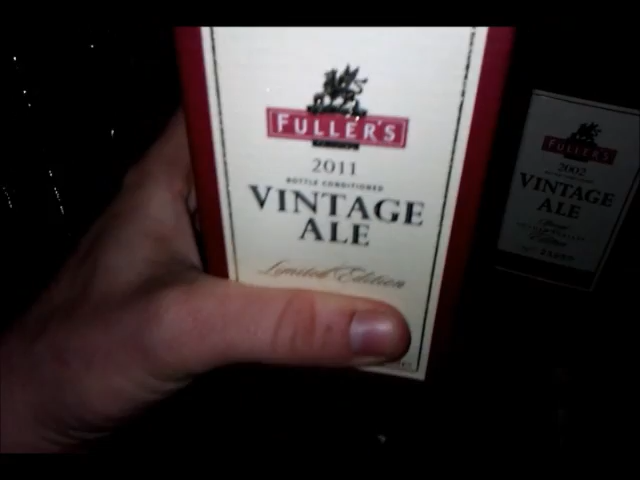 FULLER'S
2011
BOTTLE CONDITIONED
VINTAGE
ALE
Limited Edition
FULLER'S
2002
VINTAGE
ALE